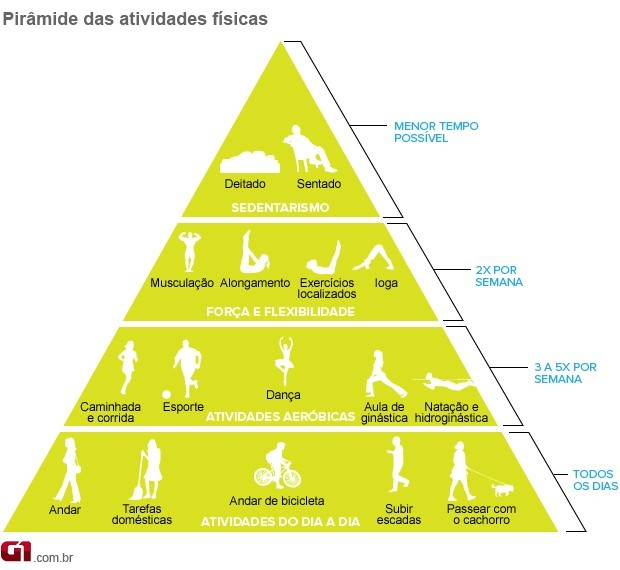 Pirâmide das atividades físicas
MENOR TEMPO
POSSÍVEL
Deitado Sentado
SEDENTARISMO
2X POR
SEMANA
Musculação Alongamento Exercícios
localizados Ioga
FORÇA E FLEXIBILIDADE
3 A 5X POR
SEMANA
Caminhada
e corrida
Esporte
Dança
Aula de
ginástica
Natação e
hidroginástica
ATIVIDADES AERÓBICAS
TODOS
OS DIAS
Andar
Tarefas
domésticas
Andar de bicicleta
Subir
escadas
Passear com
o cachorro
ATIVIDADES DO DIA A DIA
G1.com.br